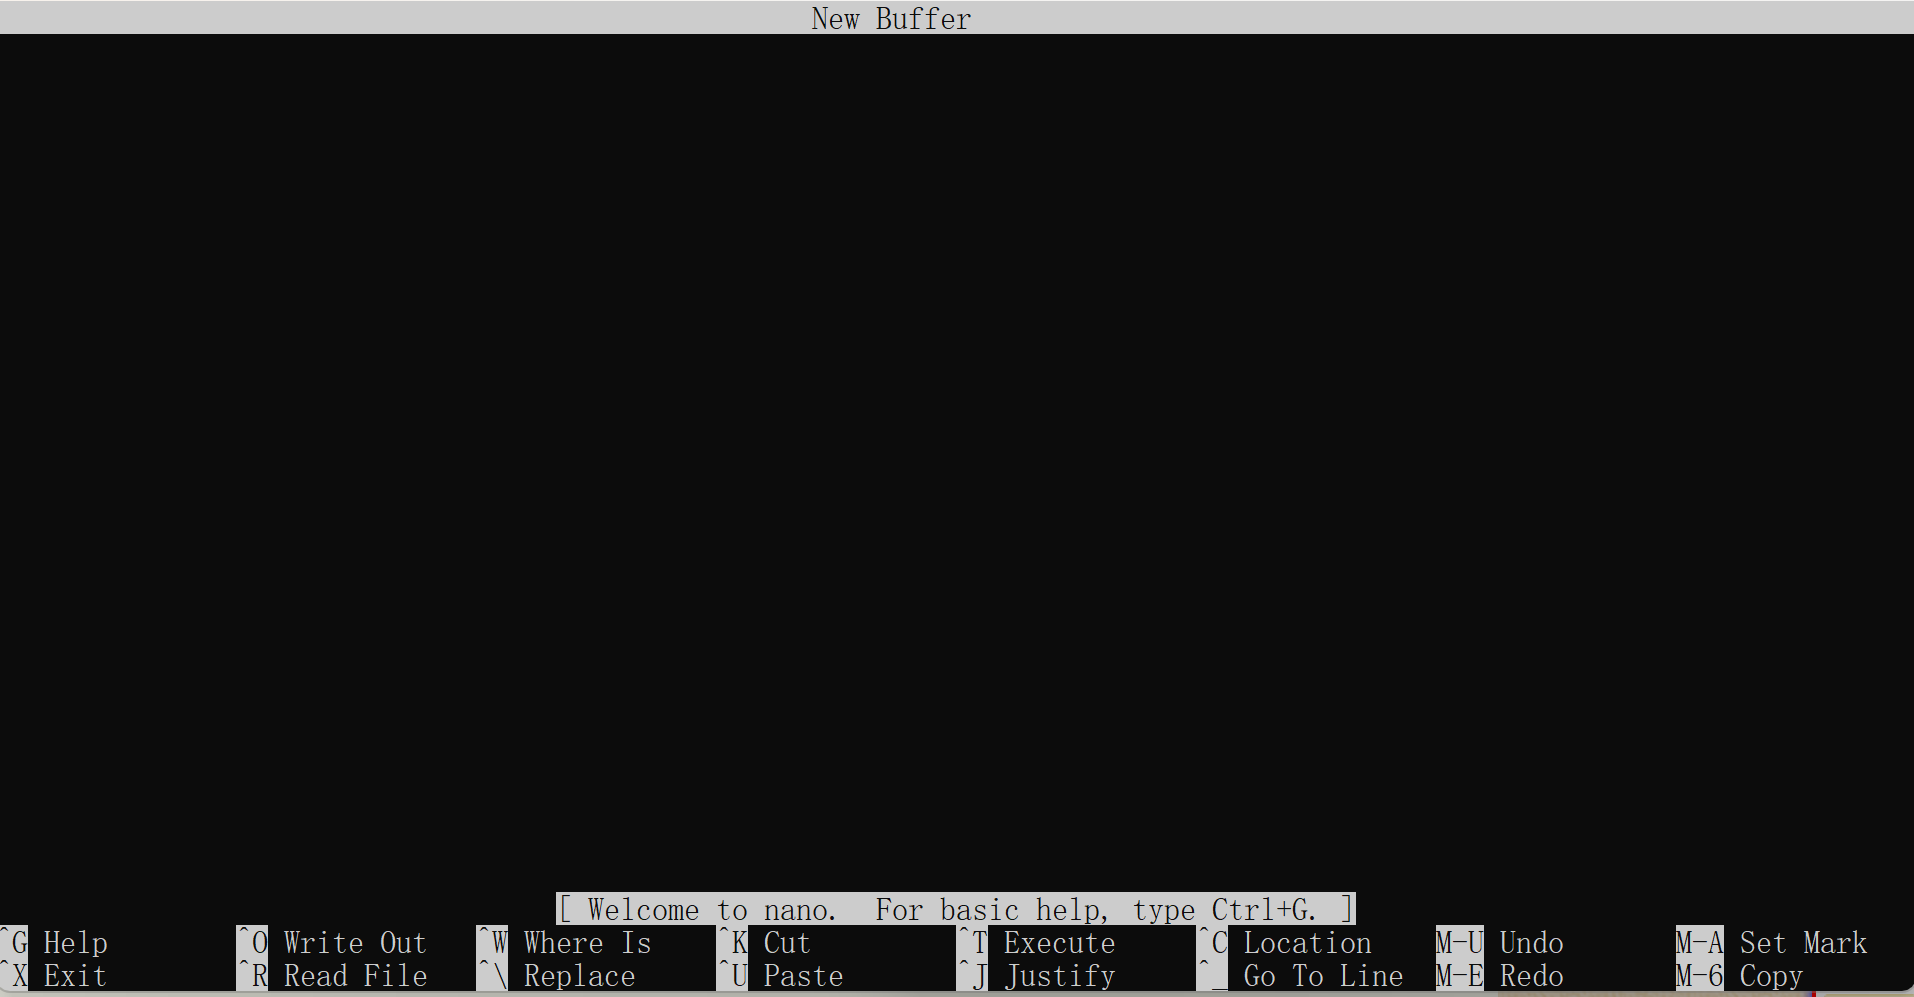 New Buffer
[ Welcome to nano.  For basic help, type Ctrl+G. ]
^G Help ^O Write Out ^W Where Is ^K Cut ^T Execute ^C Location M-U Undo M-A Set Mark
^X Exit ^R Read File ^\ Replace ^U Paste ^J Justify ^_ Go To Line M-E Redo M-6 Copy